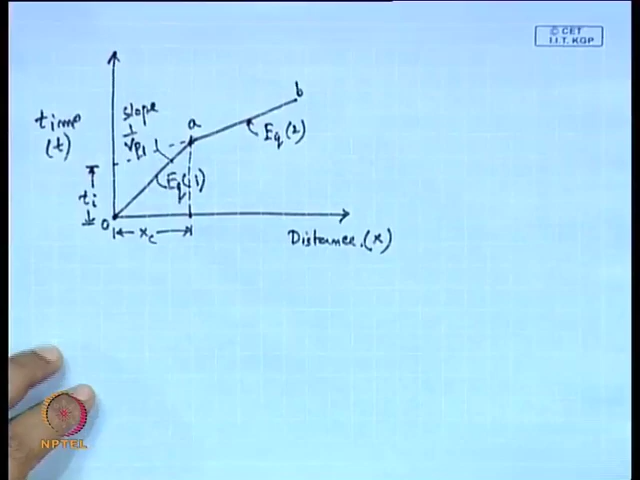 © CET
I.I.T. KGP
time
(t)
slope
1
Vp1
a
b
Eq(2)
Eq(1)
ti
0
xc
Distance (x)
NPTEL